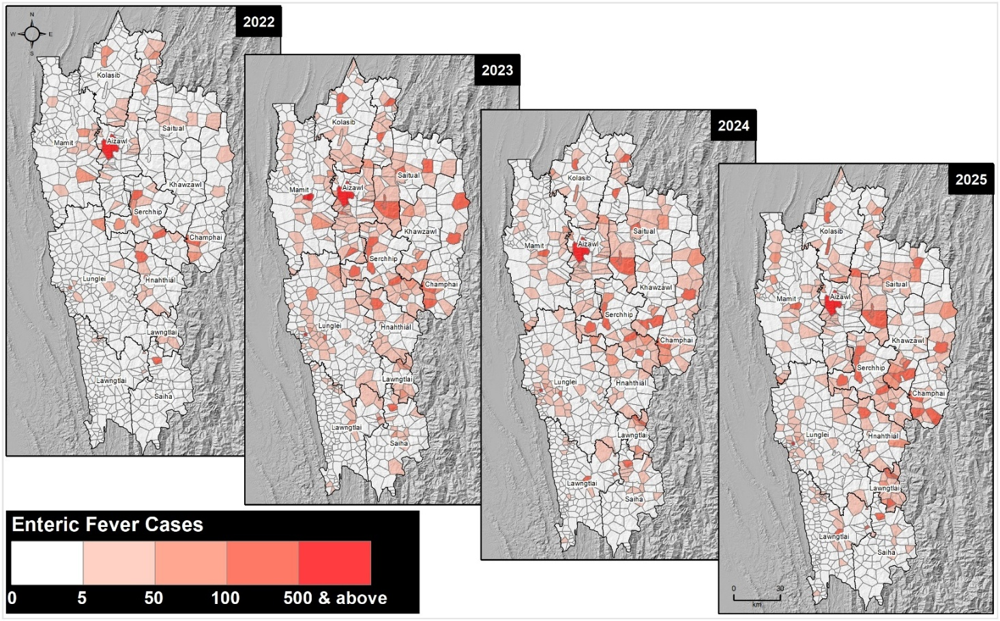 2022
N
W E
S
Kolasib
Saitual
Aizawl
Mamit
Khawzawl
Serchhip
Champhai
Lunglei
Hnahthial
Lawngtlai
Lawngtlai
Saiha
2023
Kolasib
Saitual
Aizawl
Mamit
Khawzawl
Serchhip
Champhai
Lunglei
Hnahthial
Lawngtlai
Lawngtlai
Saiha
2024
Kolasib
Saitual
Aizawl
Mamit
Khawzawl
Serchhip
Champhai
Lunglei
Hnahthial
Lawngtlai
Lawngtlai
Saiha
2025
Kolasib
Saitual
Aizawl
Mamit
Khawzawl
Serchhip
Champhai
Lunglei
Hnahthial
Lawngtlai
Lawngtlai
Saiha
0 30
km
Enteric Fever Cases
0 5 50 100 500 & above